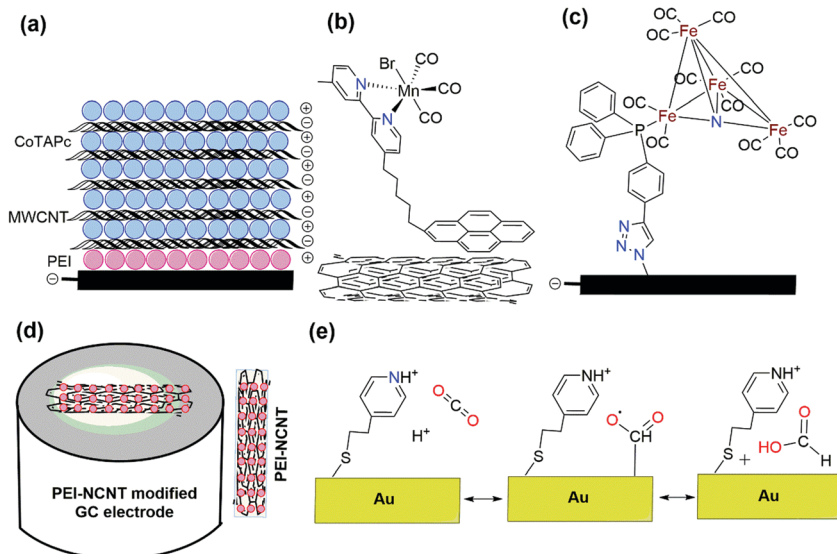 (a)
CoTAPc
MWCNT
PEI
⊕
⊖
⊕
⊖
⊕
⊖
⊕
⊖
⊕
⊖
⊕
⊖
(b)
Br
CO
N
Mn
CO
N
CO
(c)
CO
OC
Fe
OC
CO
CO
OC
Fe
OC
CO
OC
Fe
N
Fe
CO
P
OC
OC
CO
N
N
N
⊖
(d)
PEI-NCNT modified
GC electrode
PEI-NCNT
(e)
NH+
O
C
O
H+
S
Au
NH+
O•
O
CH
S
Au
NH+
O
HO
H
S
+
Au